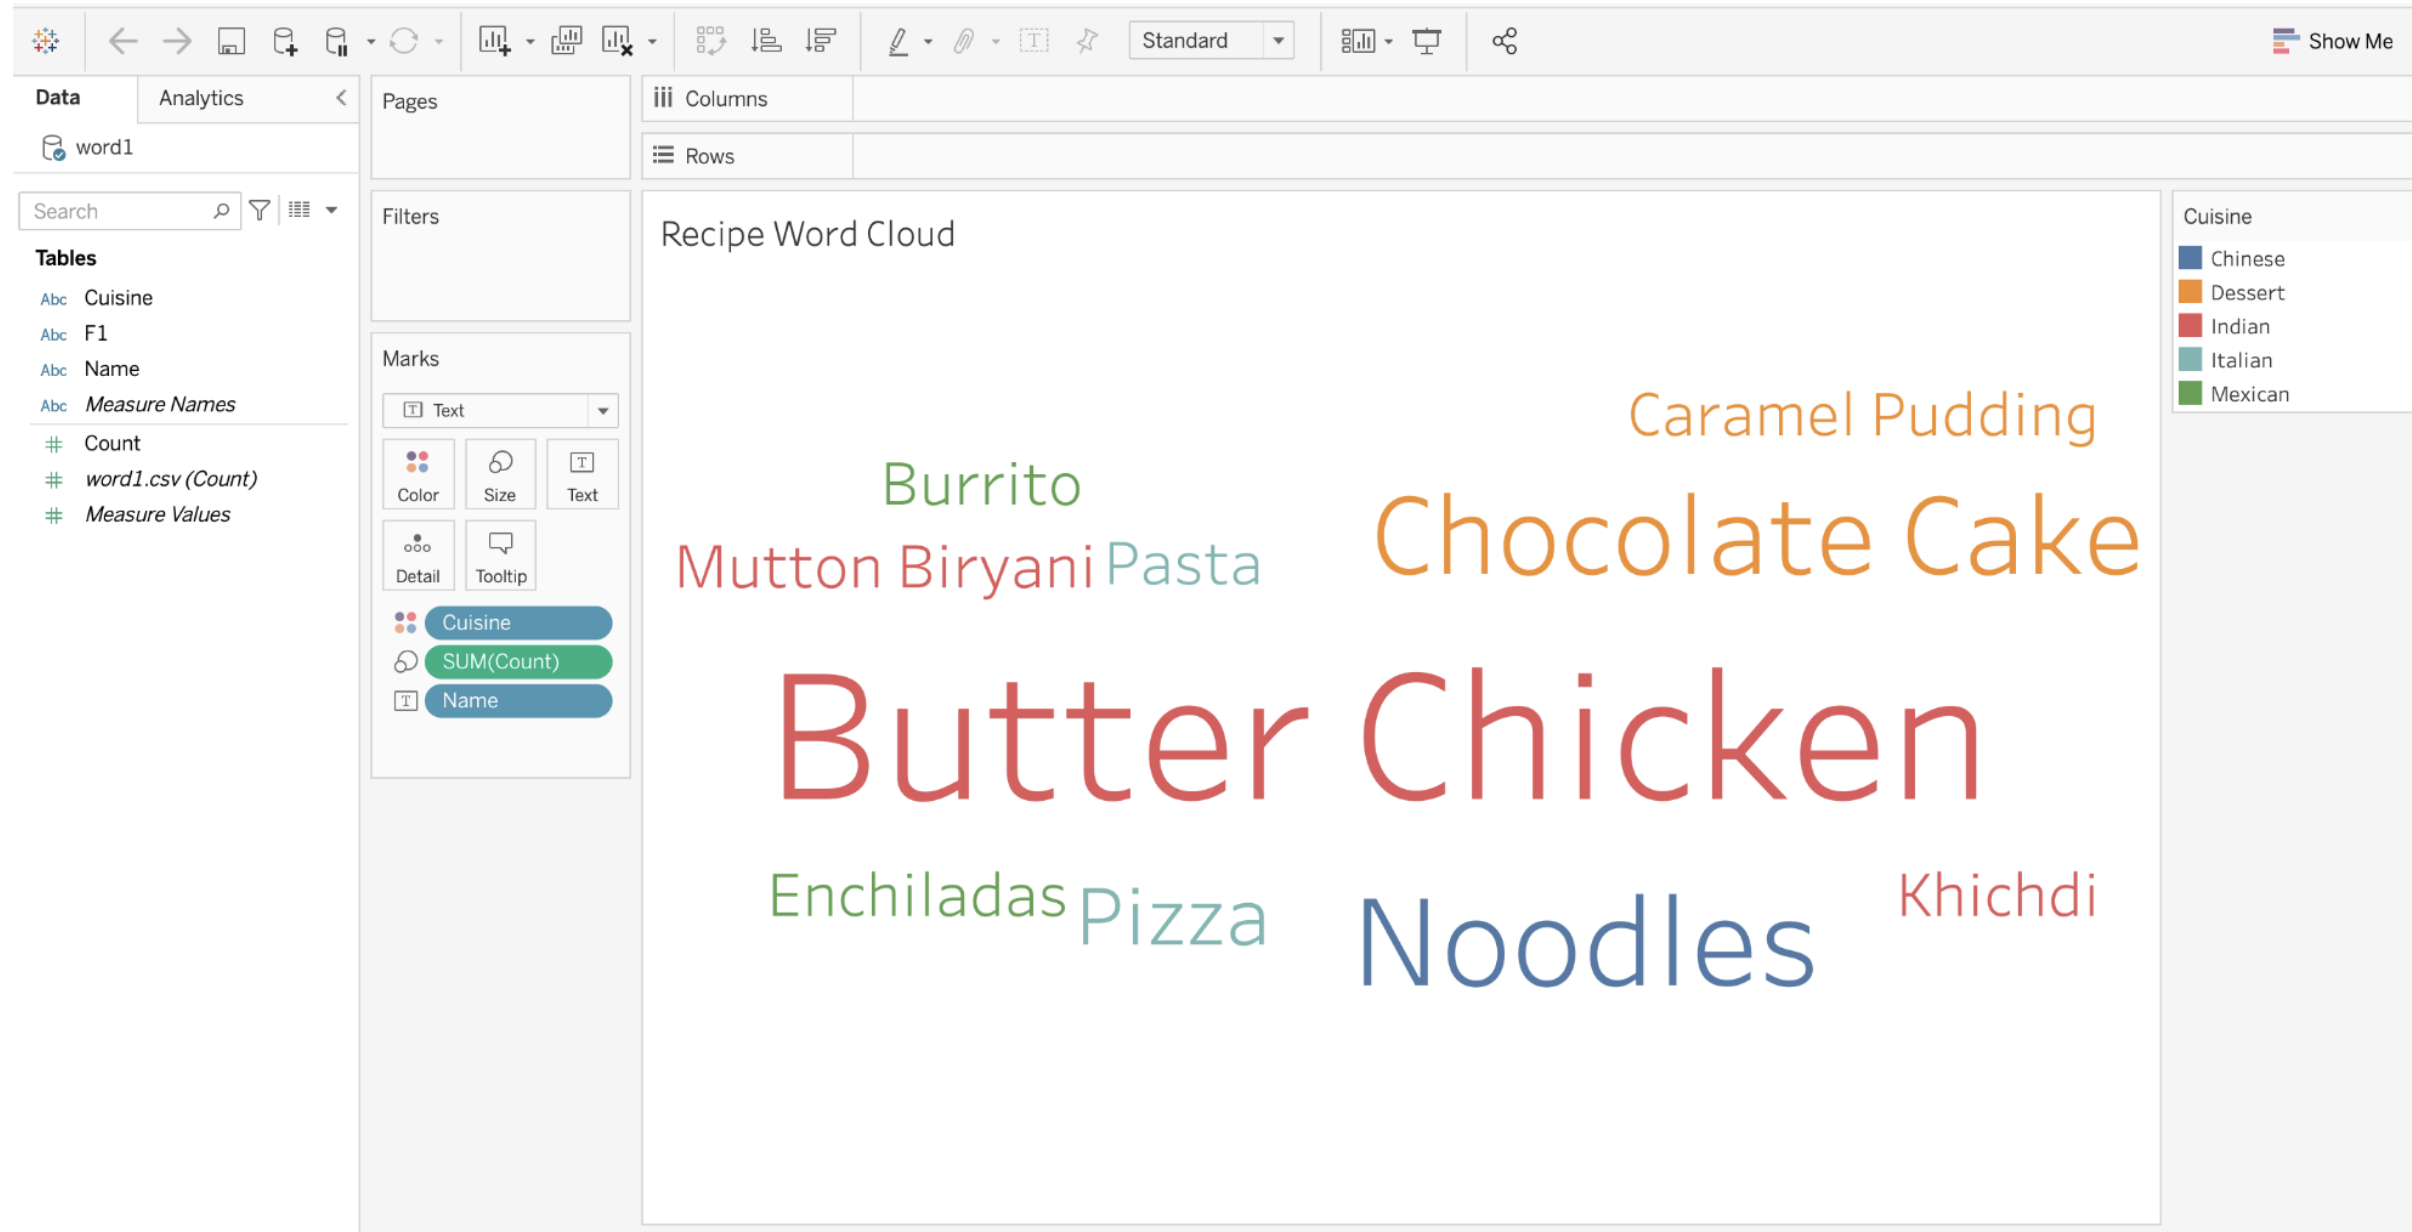 Standard
Show Me
Data
Analytics
word1
Search
Tables
Abc Cuisine
Abc F1
Abc Name
Abc Measure Names
# Count
# word1.csv (Count)
# Measure Values
Pages
Filters
Marks
T Text
Color
Size
T
Text
Detail
Tooltip
Cuisine
SUM(Count)
T Name
Columns
Rows
Recipe Word Cloud
Caramel Pudding
Burrito
Chocolate Cake
Mutton Biryani
Pasta
Butter Chicken
Enchiladas
Pizza
Noodles
Khichdi
Cuisine
Chinese
Dessert
Indian
Italian
Mexican